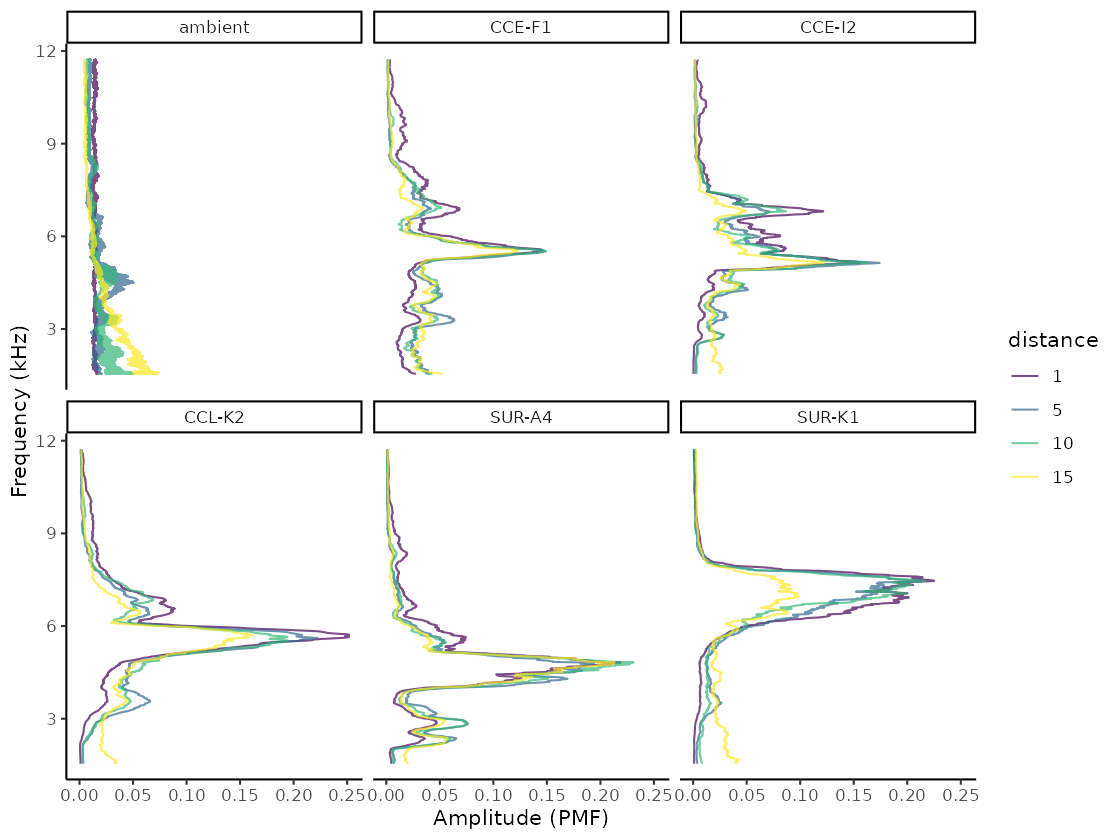 ambient CCE-F1 CCE-I2
12
9
6
3
CCL-K2 SUR-A4 SUR-K1
12
9
6
3
0.00 0.05 0.10 0.15 0.20 0.25 0.00 0.05 0.10 0.15 0.20 0.25 0.00 0.05 0.10 0.15 0.20 0.25
Amplitude (PMF)
Frequency (kHz)
distance
1
5
10
15